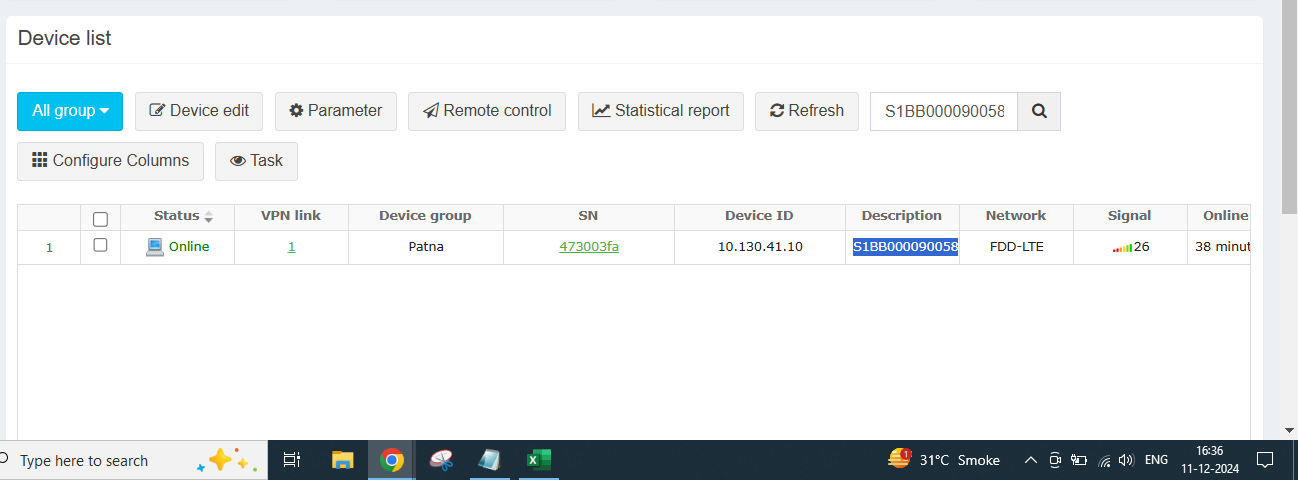 Device list
All group Device edit Parameter Remote control Statistical report Refresh S1BB000090058
Configure Columns Task
Status VPN link Device group SN Device ID Description Network Signal Online
1 Online 1 Patna 473003fa 10.130.41.10 S1BB000090058 FDD-LTE 26 38 minut
Type here to search 1 31°C Smoke ENG 16:36
11-12-2024